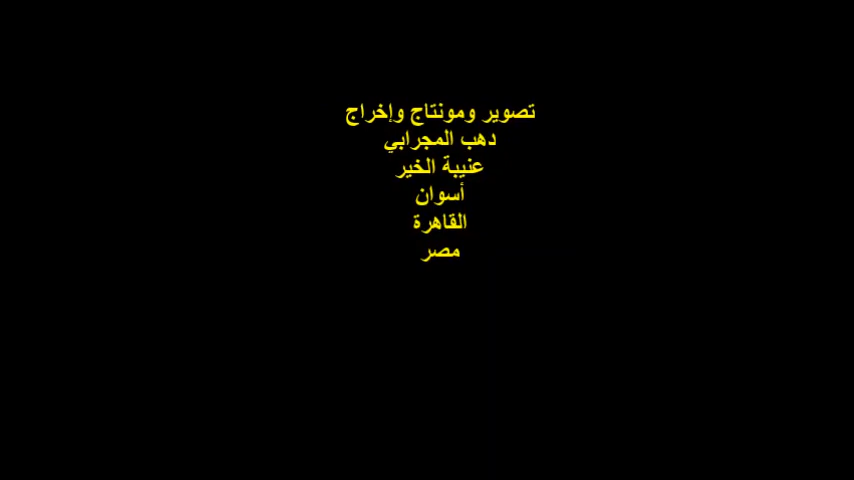 تصوير ومونتاج وإخراج
دهب المجرابي
عنيبة الخير
أسوان
القاهرة
مصر